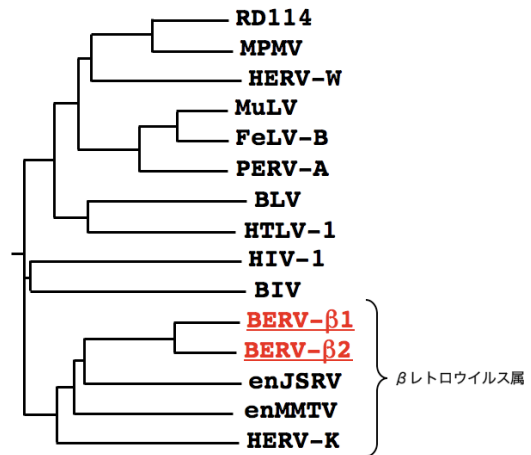 RD114
MPMV
HERV-W
MuLV
FeLV-B
PERV-A
BLV
HTLV-1
HIV-1
BIV
BERV-β1
BERV-β2
enJSRV
βレトロウイルス属
enMMTV
HERV-K